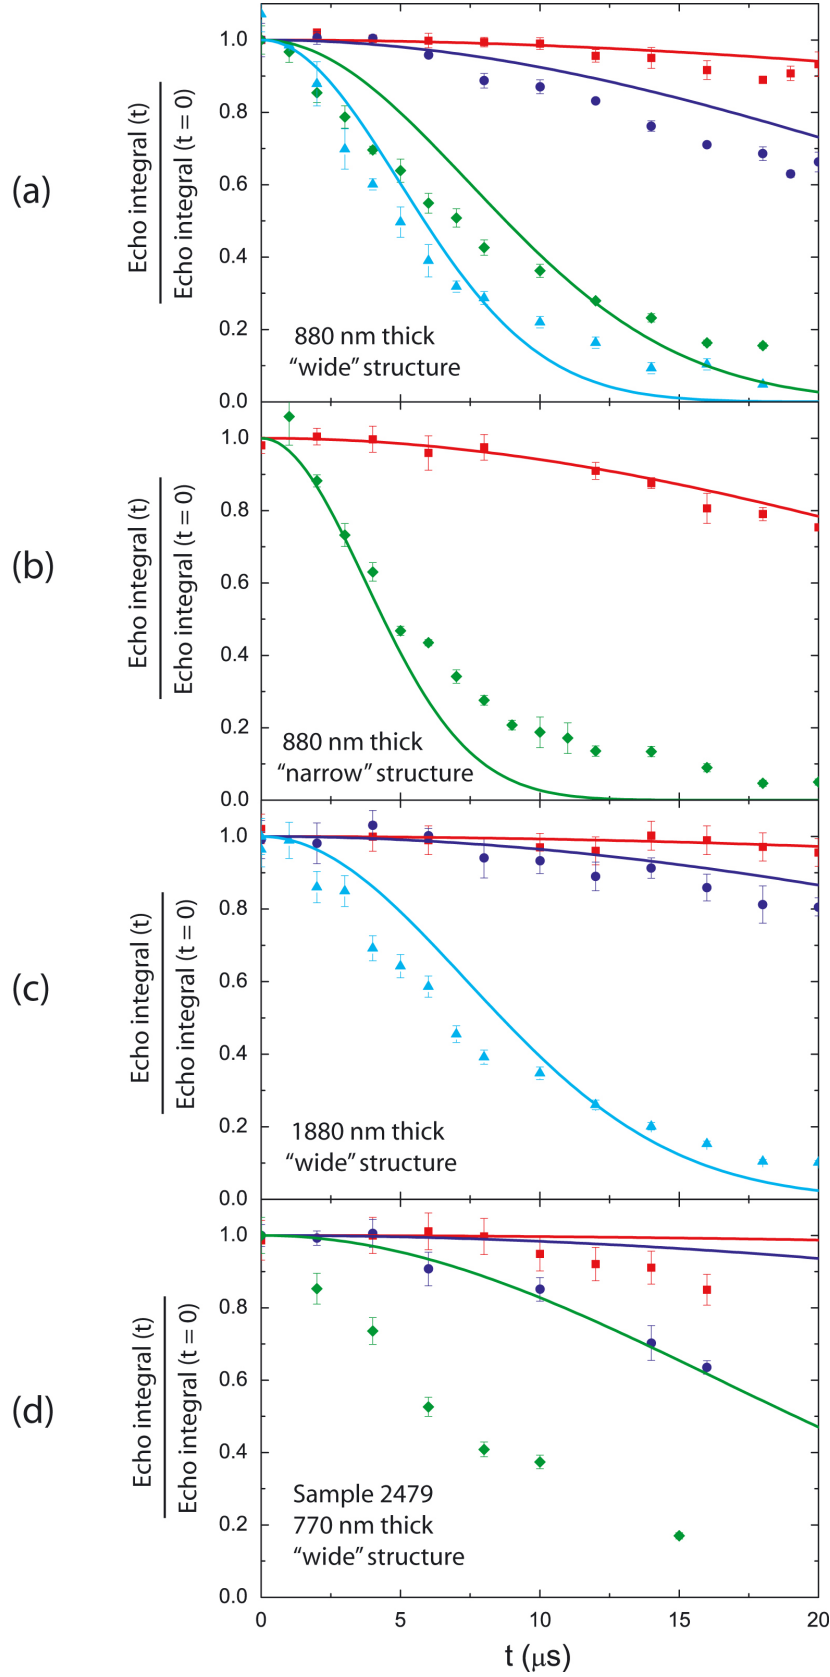 (a)
Echo integral (t)
Echo integral (t = 0)
1.0
0.8
0.6
0.4
0.2
0.0
880 nm thick
“wide” structure
(b)
Echo integral (t)
Echo integral (t = 0)
1.0
0.8
0.6
0.4
0.2
0.0
880 nm thick
“narrow” structure
(c)
Echo integral (t)
Echo integral (t = 0)
1.0
0.8
0.6
0.4
0.2
0.0
1880 nm thick
“wide” structure
(d)
Echo integral (t)
Echo integral (t = 0)
1.0
0.8
0.6
0.4
0.2
0.0
Sample 2479
770 nm thick
“wide” structure
0 5 10 15 20
t (μs)